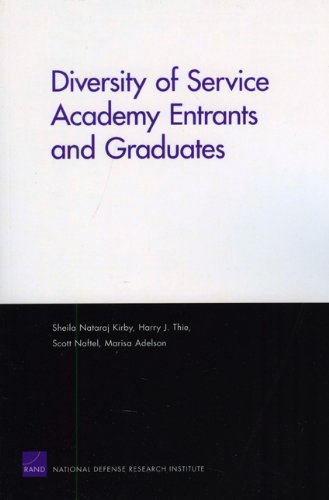 Diversity of Service
Academy Entrants
and Graduates
Sheila Nataraj Kirby, Harry J. Thie,
Scott Naftel, Marisa Adelson
RAND NATIONAL DEFENSE RESEARCH INSTITUTE